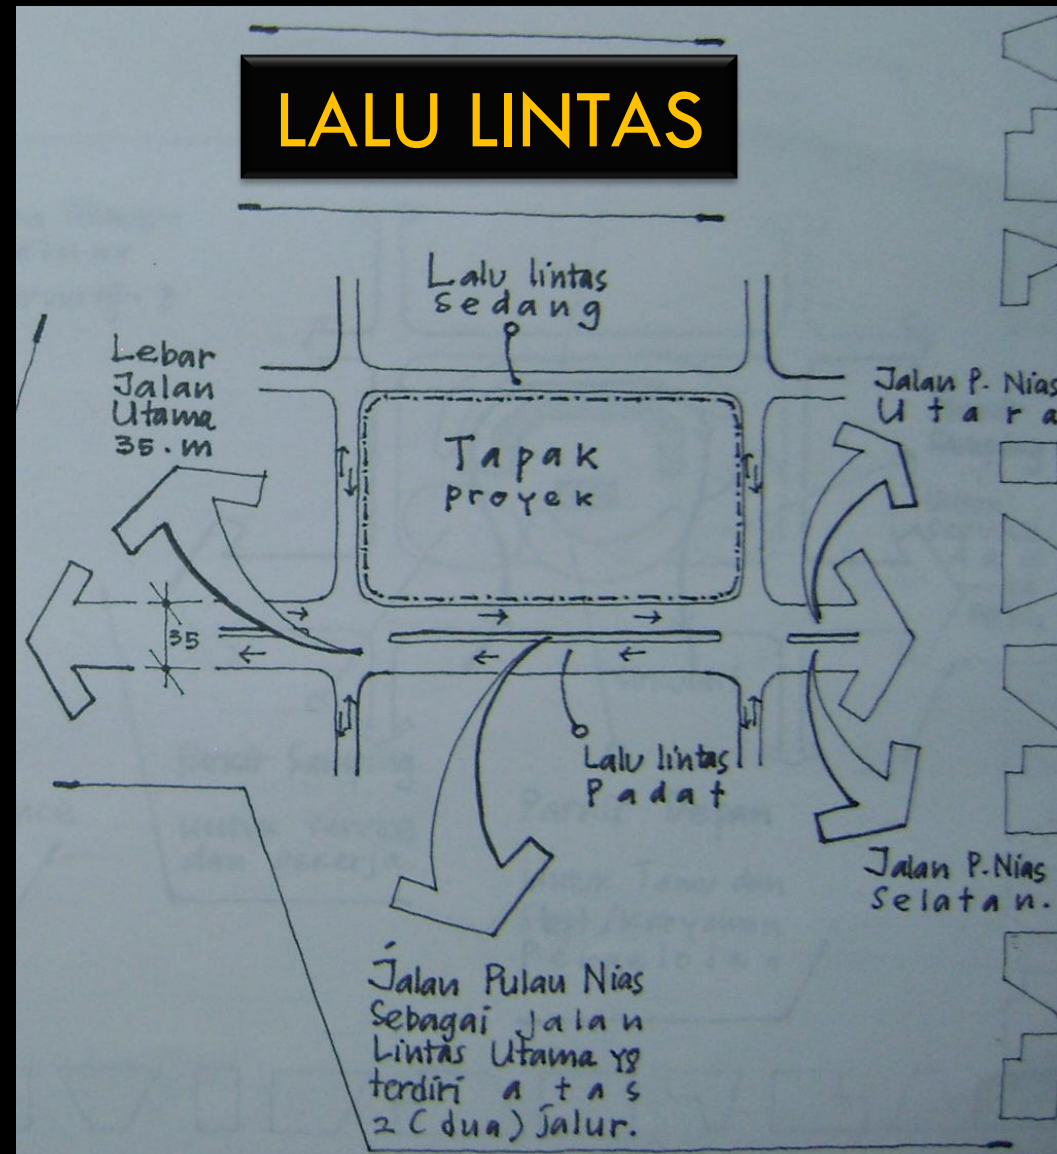 LALU LINTAS
Lalu lintas
Sedang
Lebar
Jalan
Utama
35.m
Jalan P. Nias
Utara
Tapak
proyek
35
Lalu lintas
Padat
Jalan P.Nias
Selatan.
Jalan Pulau Nias
Sebagai Jalan
Lintas Utama yg
terdiri atas
2 (dua) Jalur.